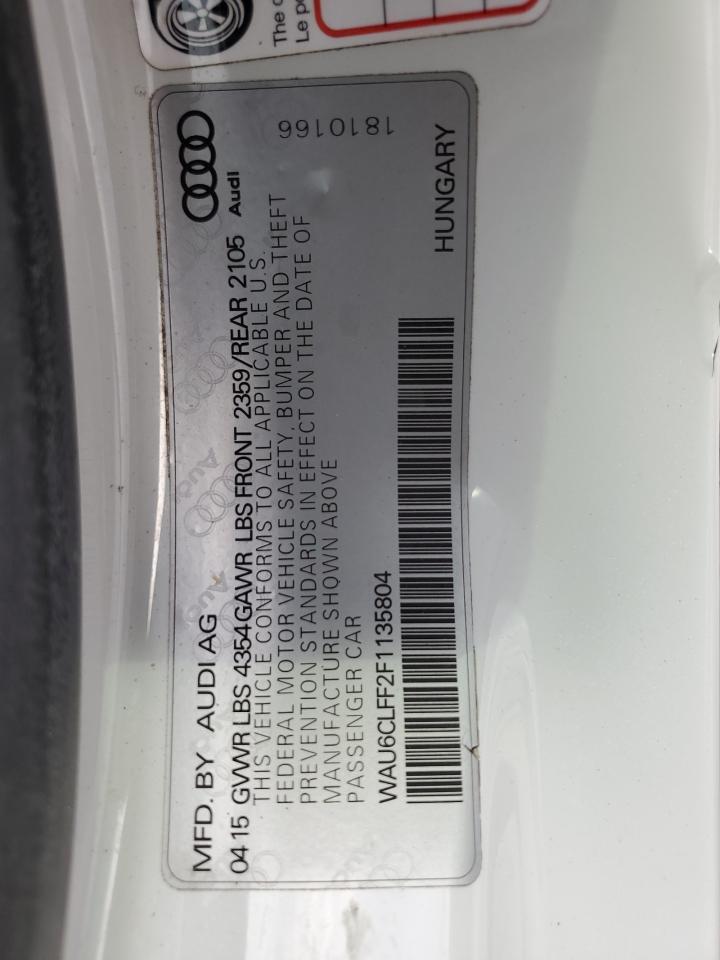 The
Le
MFD. BY AUDI AG
04 15 GVWR LBS 4354 GAWR LBS FRONT 2359/REAR 2105 Audi
THIS VEHICLE CONFORMS TO ALL APPLICABLE U.S.
FEDERAL MOTOR VEHICLE SAFETY, BUMPER AND THEFT
PREVENTION STANDARDS IN EFFECT ON THE DATE OF
MANUFACTURE SHOWN ABOVE
PASSENGER CAR
WAU6CLFF2F1135804
HUNGARY
1810166